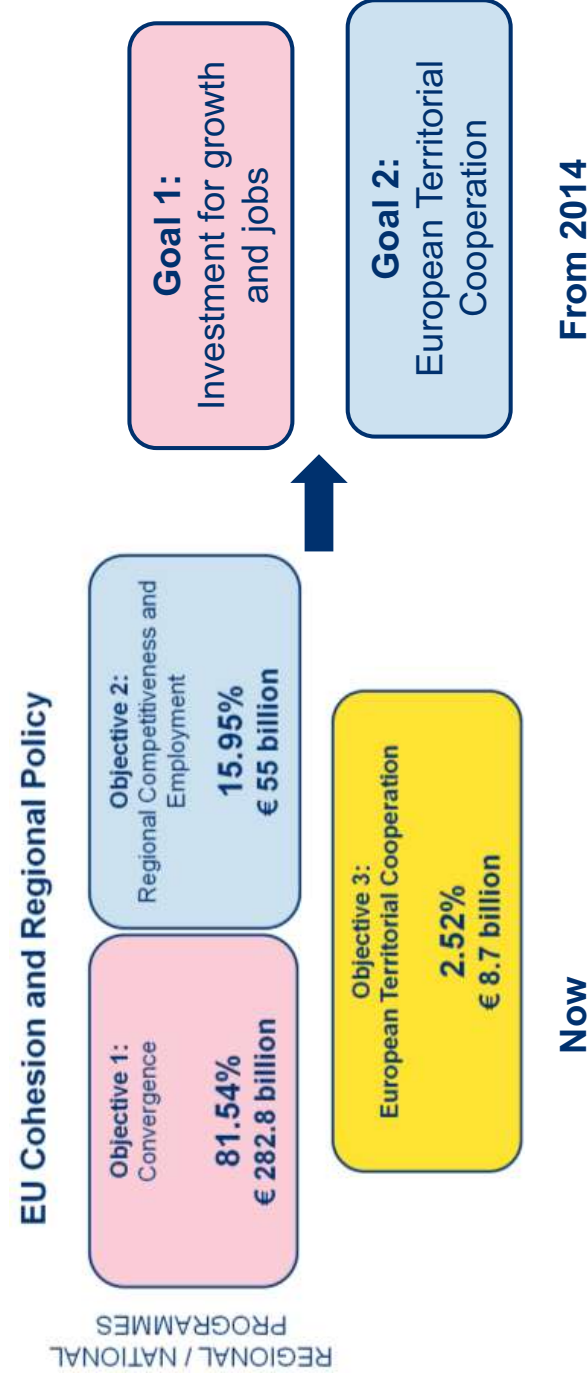 EU Cohesion and Regional Policy
REGIONAL / NATIONAL
PROGRAMMES
Objective 1:
Convergence
81.54%
€ 282.8 billion
Objective 2:
Regional Competitiveness and
Employment
15.95%
€ 55 billion
Objective 3:
European Territorial Cooperation
2.52%
€ 8.7 billion
Now
Goal 1:
Investment for growth
and jobs
Goal 2:
European Territorial
Cooperation
From 2014